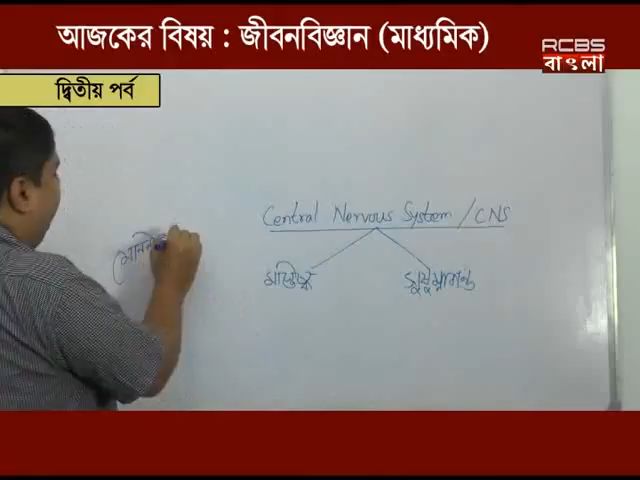 আজকের বিষয় : জীবনবিজ্ঞান (মাধ্যমিক)
RCBS
বাংলা
দ্বিতীয় পর্ব
Central Nervous System / CNS
মস্তিষ্ক সুষুম্নাকান্ড